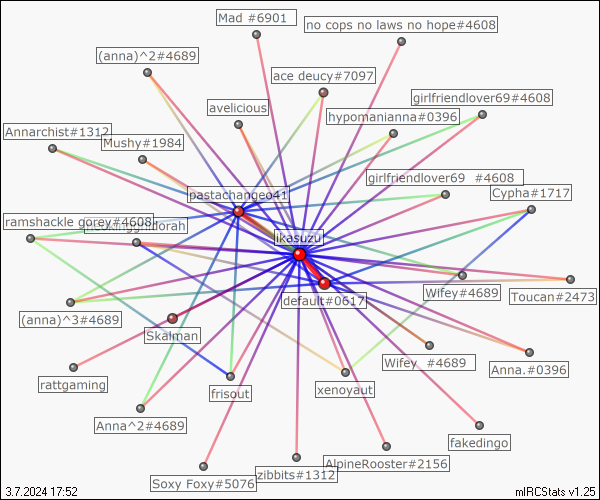 Mad #6901
no cops no laws no hope#4608
(anna)^2#4689
ace deucy#7097
girlfriendlover69#4608
avelicious
hypomanianna#0396
Annarchist#1312
Mushy#1984
girlfriendlover69 #4608
pastachangeo41
Cypha#1717
ramshackle gorey#4608
ikasuzu
default#0617
Wifey#4689
Toucan#2473
(anna)^3#4689
Skaiman
Wifey #4689
Anna.#0396
rattgaming
frisout
xenoyaut
Anna^2#4689
fakedingo
AlpineRooster#2156
zibbits#1312
Soxy Foxy#5076
3.7.2024 17:52
mIRCStats v1.25